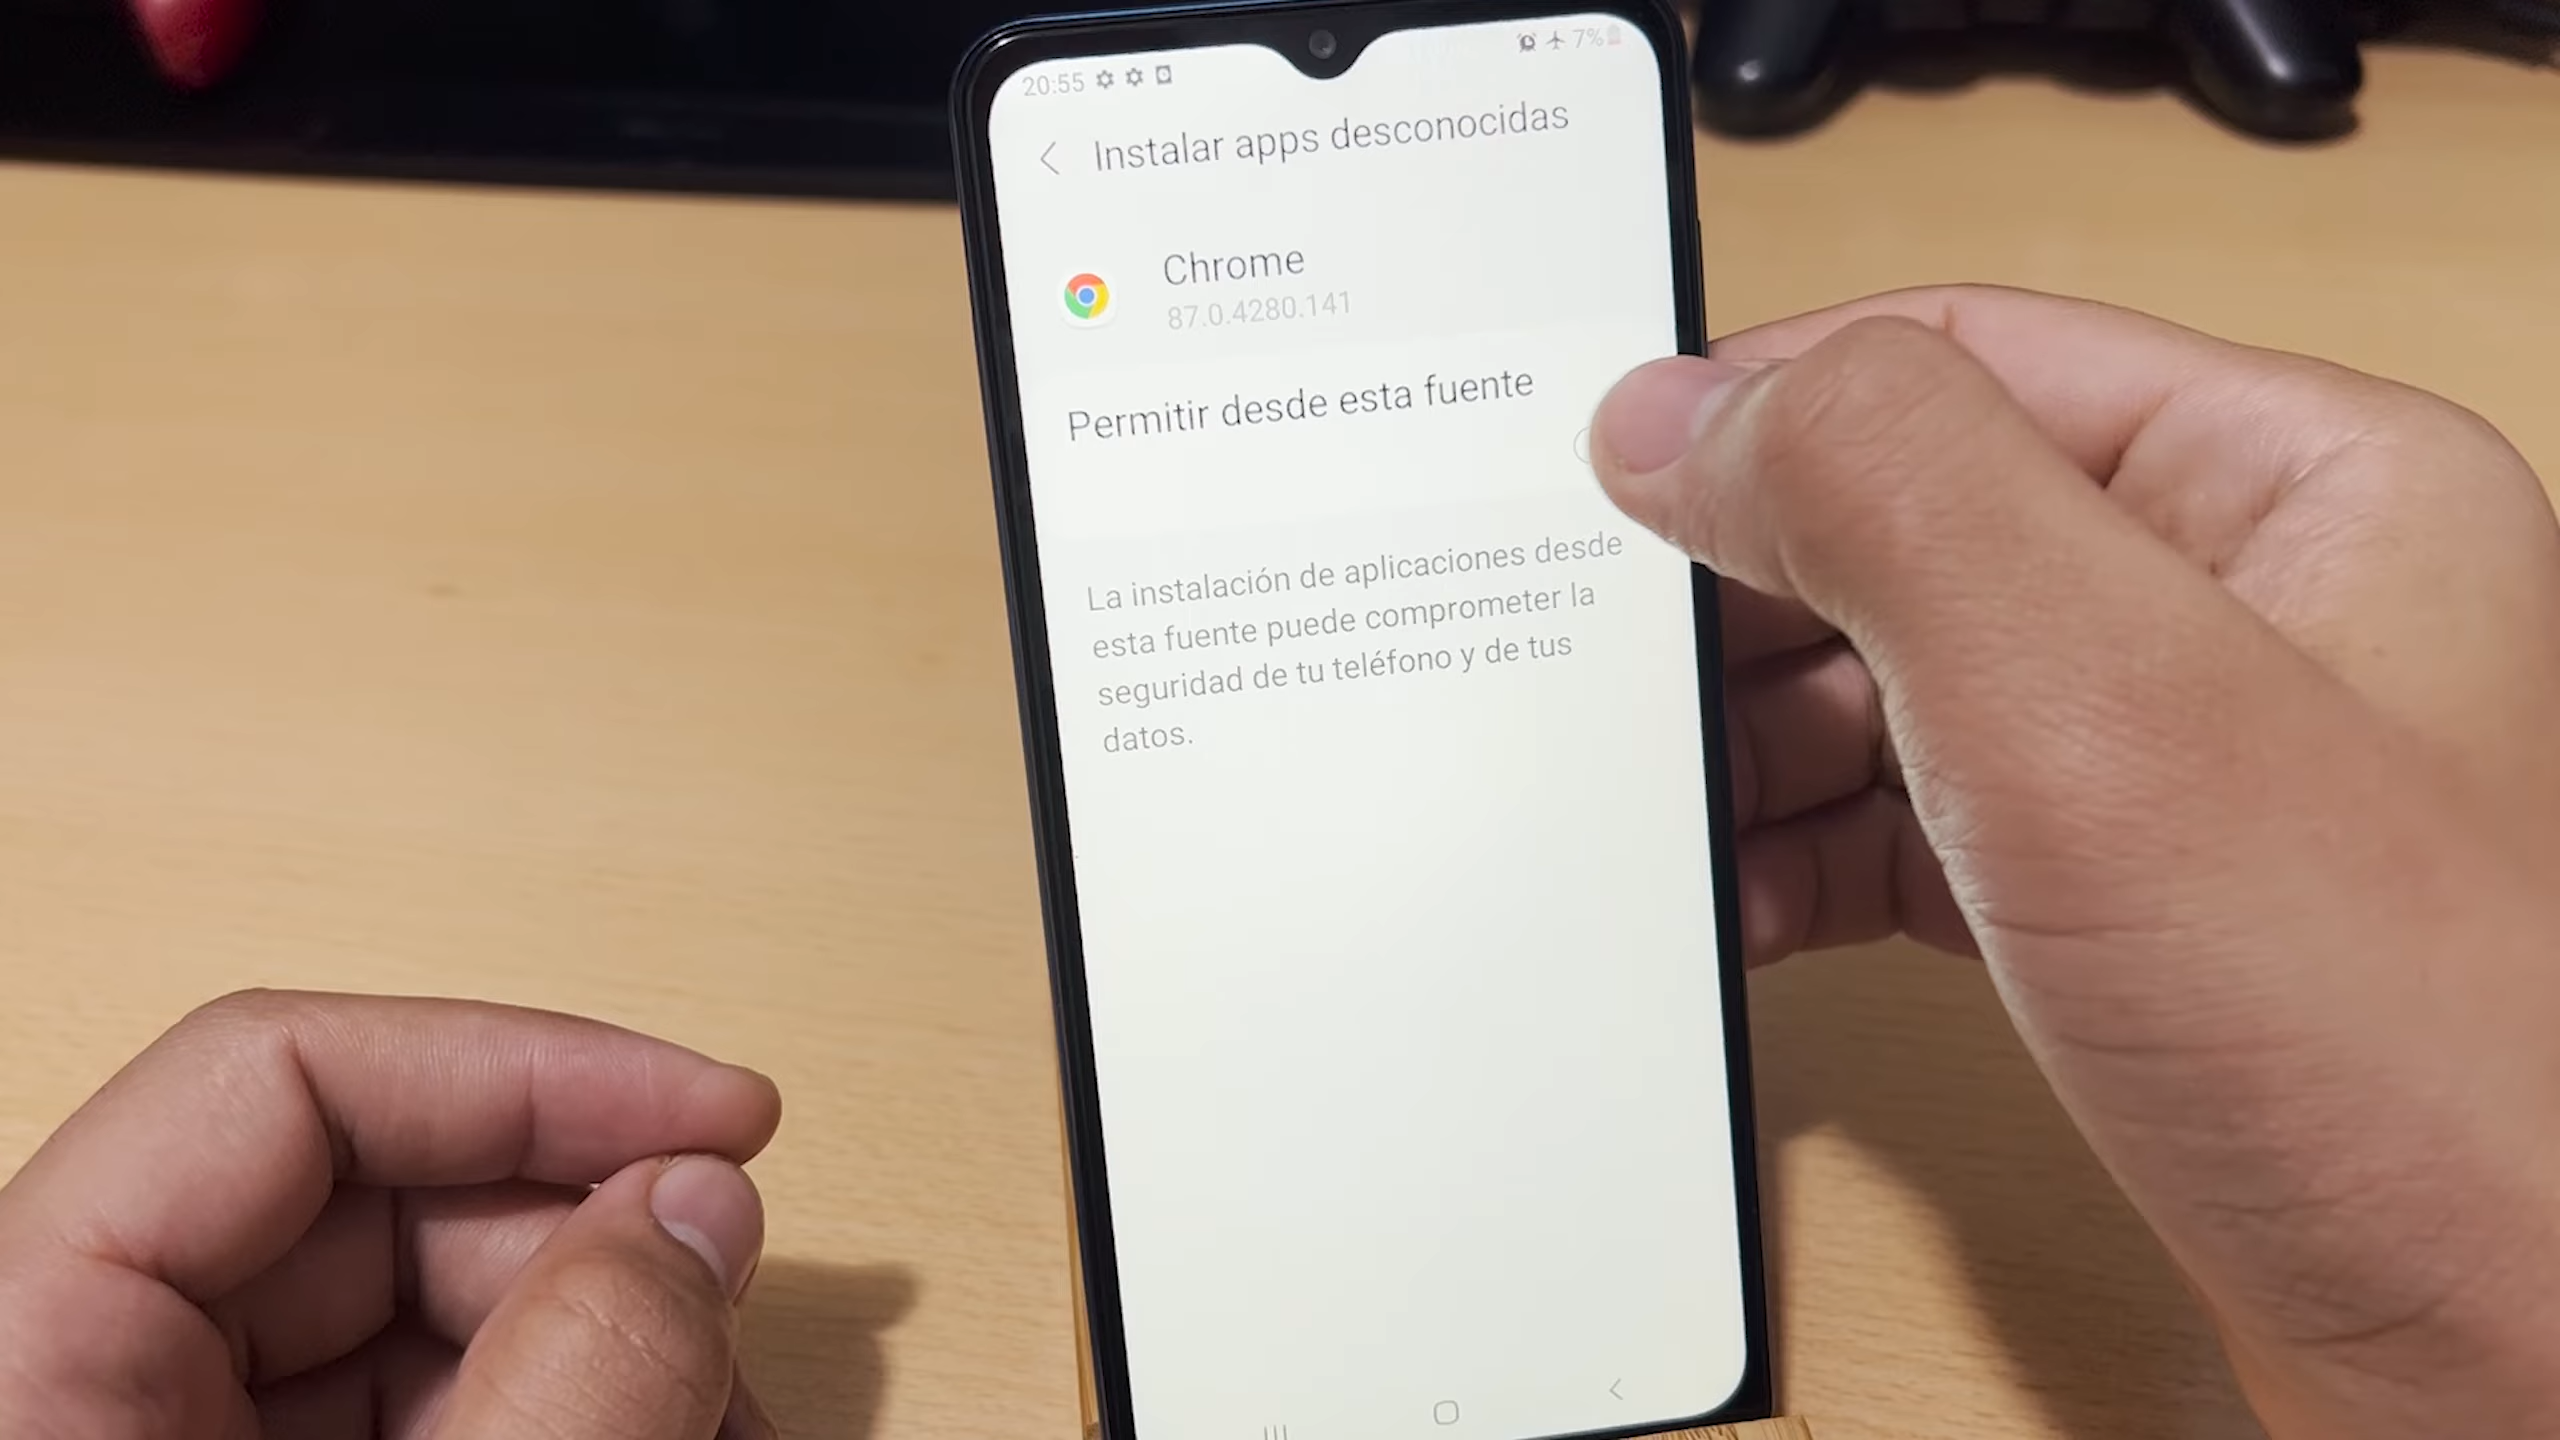 20:55
7%
Instalar apps desconocidas
Chrome
87.0.4280.141
Permitir desde esta fuente
La instalación de aplicaciones desde
esta fuente puede comprometer la
seguridad de tu teléfono y de tus
datos.